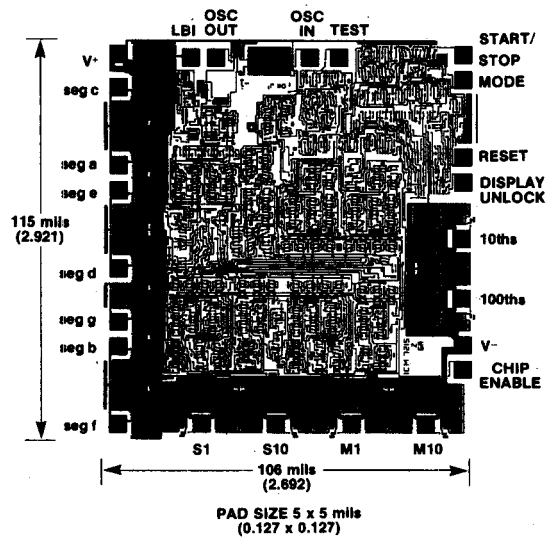 LBI
OSC
OUT
OSC
IN
TEST
START/
STOP
V+
MODE
seg c
seg a
RESET
seg e
DISPLAY
UNLOCK
115 mils
(2.921)
10ths
seg d
100ths
seg g
seg b
V−
CHIP
ENABLE
seg f
S1
S10
M1
M10
106 mils
(2.692)
PAD SIZE 5 x 5 mils
(0.127 x 0.127)